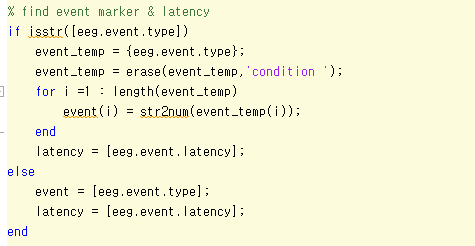 % find event marker & latency
if isstr([eeg.event.type])
event_temp = {eeg.event.type};
event_temp = erase(event_temp,'condition ');
for i =1 : length(event_temp)
event(i) = str2num(event_temp(i));
end
latency = [eeg.event.latency];
else
event = [eeg.event.type];
latency = [eeg.event.latency];
end